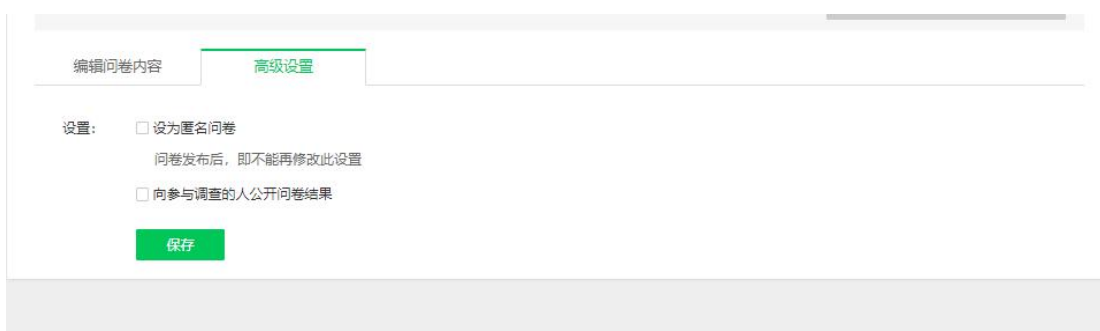 编辑问卷内容 高级设置
设置： 设为匿名问卷
问卷发布后，即不能再修改此设置
向参与调查的人公开问卷结果
保存